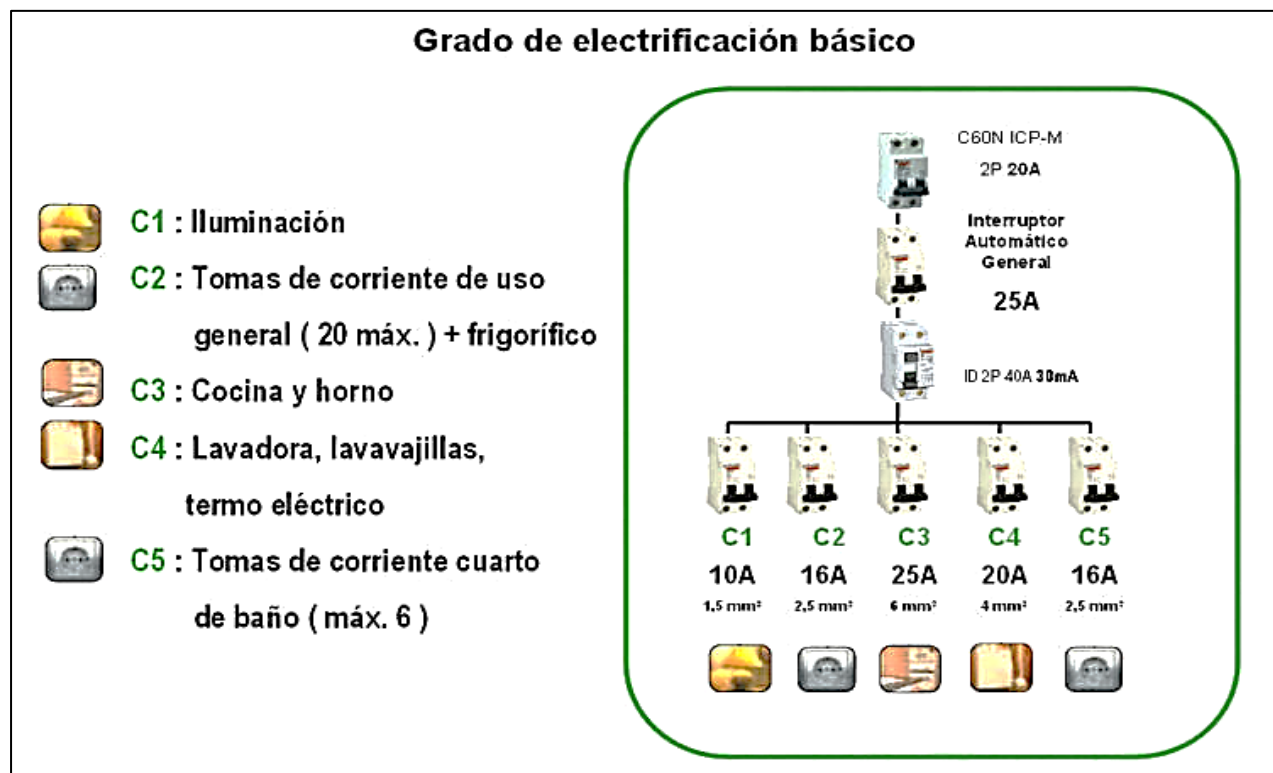 Grado de electrificación básico
C1 : Iluminación
C2 : Tomas de corriente de uso
general ( 20 máx. ) + frigorífico
C3 : Cocina y horno
C4 : Lavadora, lavavajillas,
termo eléctrico
C5 : Tomas de corriente cuarto
de baño ( máx. 6 )
C60N ICP-M
2P 20A
Interruptor
Automático
General
25A
ID 2P 40A 30mA
C1 C2 C3 C4 C5
10A 16A 25A 20A 16A
1,5 mm² 2,5 mm² 6 mm² 4 mm² 2,5 mm²